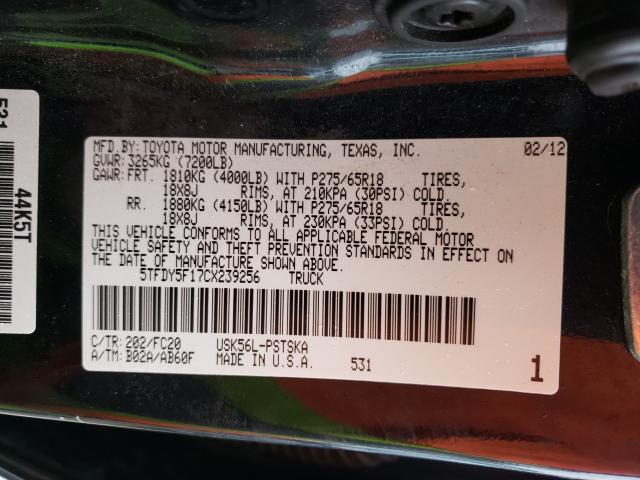 521
44K5T
MFD.BY:TOYOTA MOTOR MANUFACTURING, TEXAS, INC. 02/12
GVWR:3265KG (7200LB)
GAWR:FRT. 1810KG (4000LB) WITH P275/65R18 TIRES,
18X8J RIMS, AT 210KPA (30PSI) COLD
RR. 1880KG (4150LB) WITH P275/65R18 TIRES,
18X8J RIMS, AT 230KPA (33PSI) COLD.
THIS VEHICLE CONFORMS TO ALL APPLICABLE FEDERAL MOTOR
VEHICLE SAFETY AND THEFT PREVENTION STANDARDS IN EFFECT ON
THE DATE OF MANUFACTURE SHOWN ABOVE.
5TFDY5F17CX239256 TRUCK
C/TR:202/FC20 USK56L-PSTSKA
A/TM:B02A/AB60F MADE IN U.S.A. 531 1